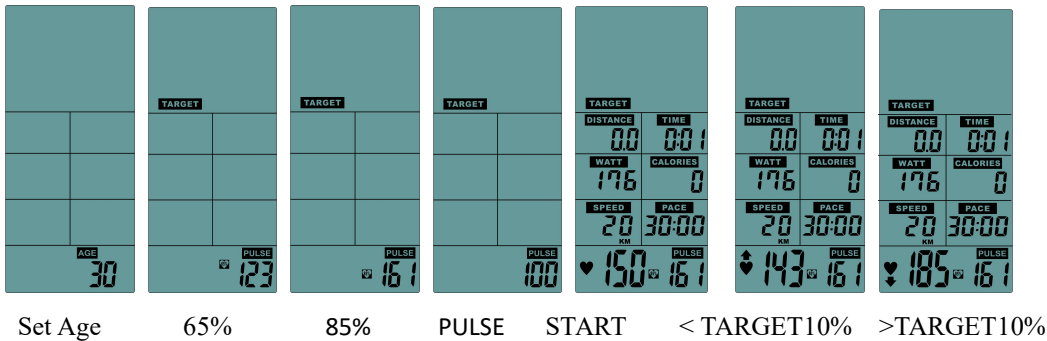 AGE
30
TARGET
PULSE
123
TARGET
PULSE
161
TARGET
PULSE
100
TARGET
DISTANCE TIME
0.0 0:01
WATT CALORIES
176 0
SPEED PACE
20 30:00
KM
PULSE
150 161
TARGET
DISTANCE TIME
0.0 0:01
WATT CALORIES
176 0
SPEED PACE
20 30:00
KM
PULSE
143 161
TARGET
DISTANCE TIME
0.0 0:01
WATT CALORIES
176 0
SPEED PACE
20 30:00
KM
PULSE
185 161
Set Age 65% 85% PULSE START < TARGET10% >TARGET10%